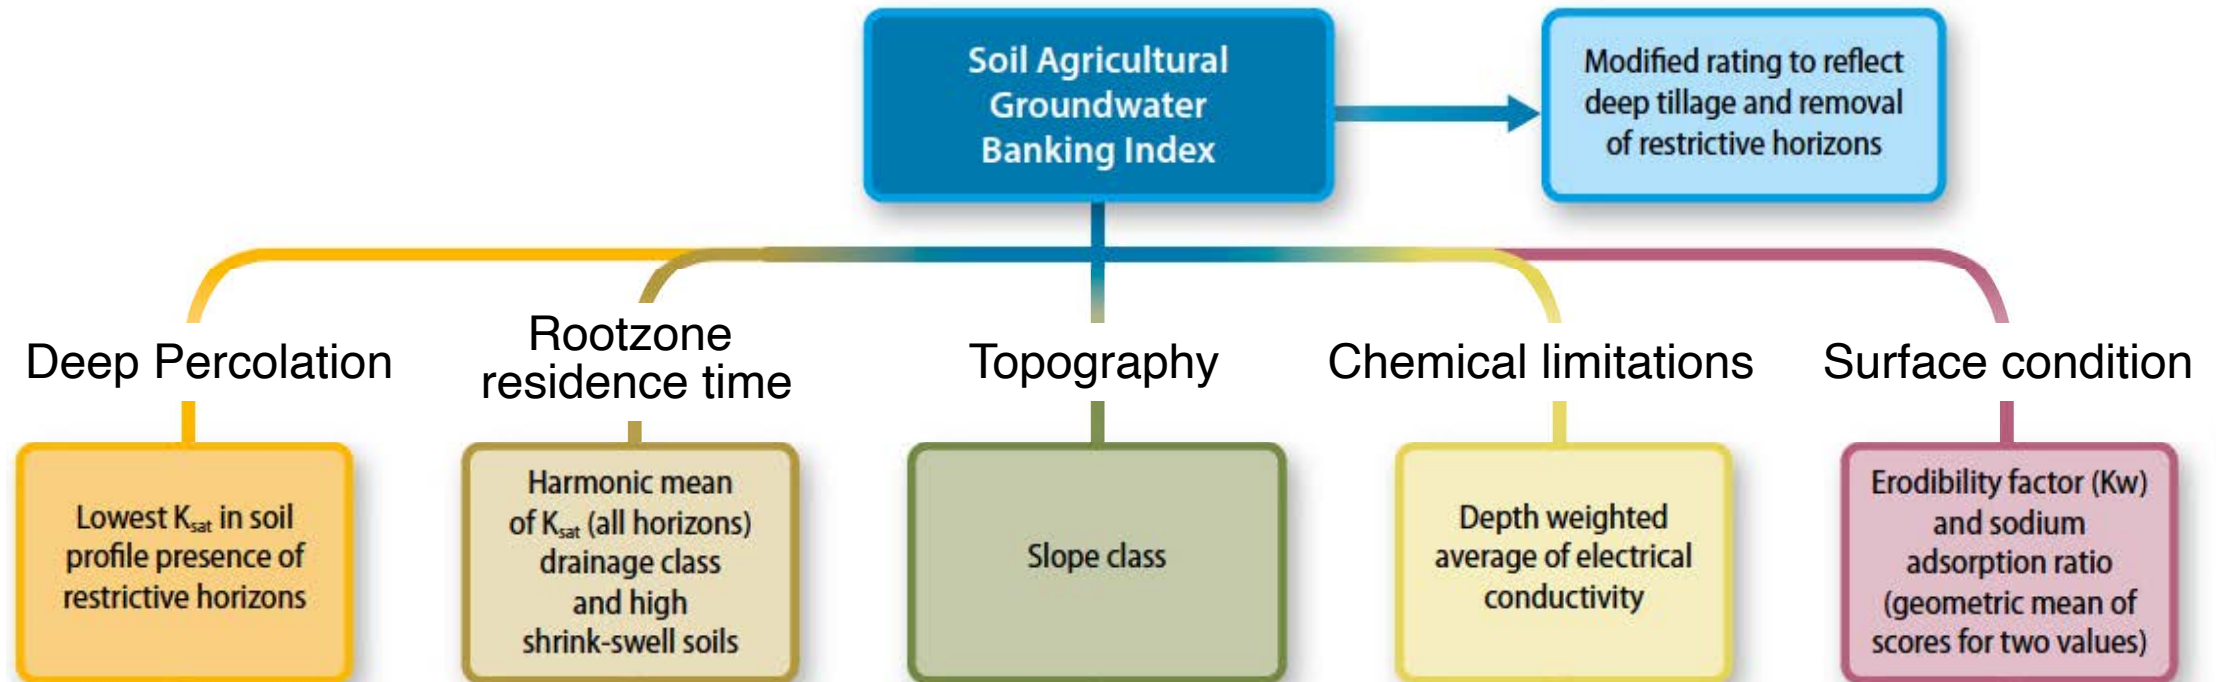 Soil Agricultural
Groundwater
Banking Index
Modified rating to reflect
deep tillage and removal
of restrictive horizons
Deep Percolation
Rootzone
residence time
Topography
Chemical limitations
Surface condition
Lowest Ksat in soil
profile presence of
restrictive horizons
Harmonic mean
of Ksat (all horizons)
drainage class
and high
shrink-swell soils
Slope class
Depth weighted
average of electrical
conductivity
Erodibility factor (Kw)
and sodium
adsorption ratio
(geometric mean of
scores for two values)